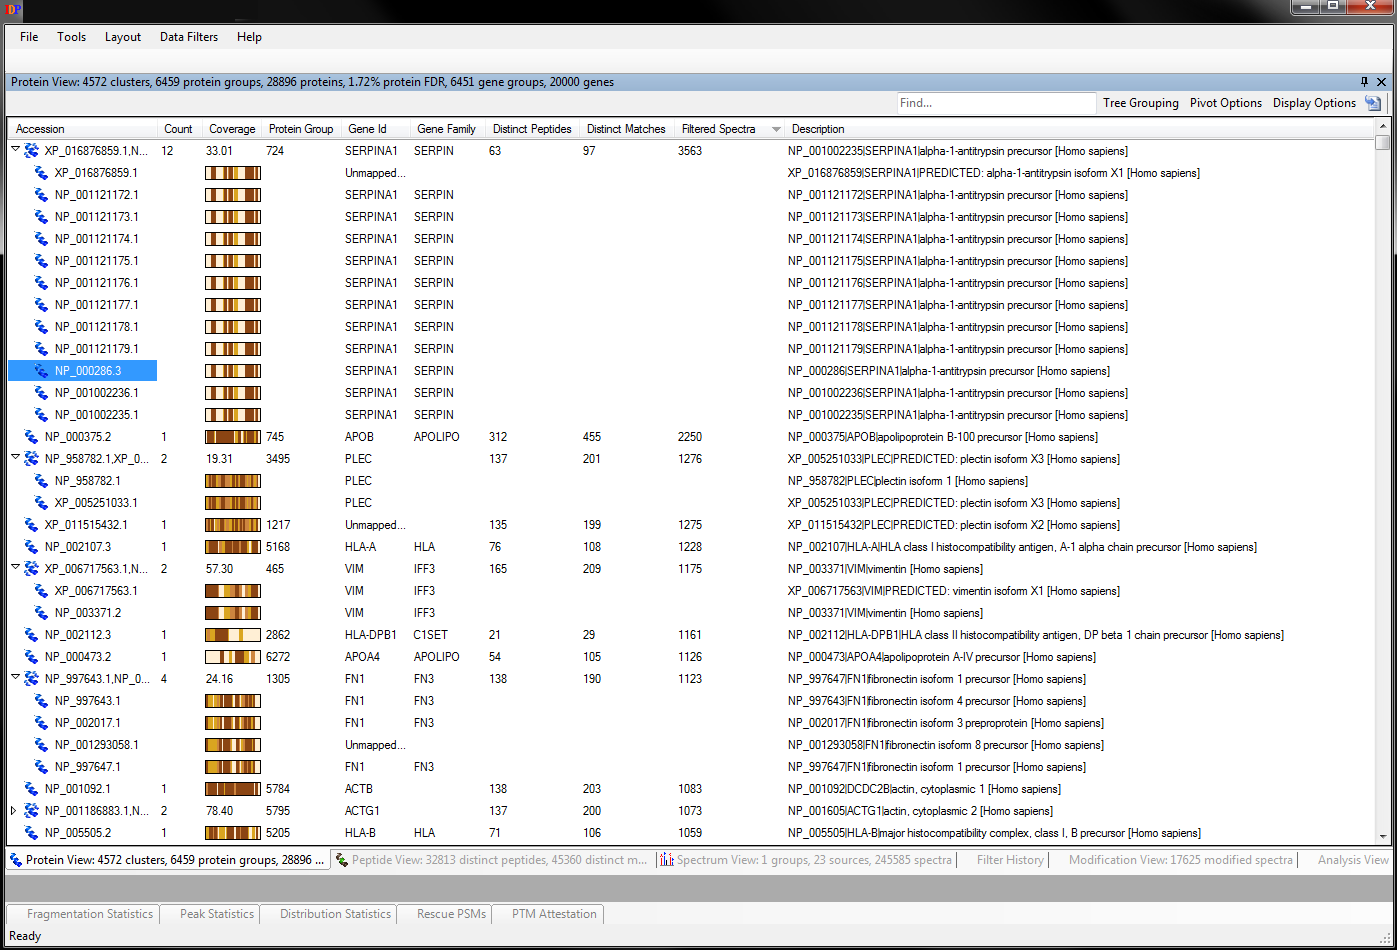 IDP
File Tools Layout Data Filters Help
Protein View: 4572 clusters, 6459 protein groups, 28896 proteins, 1.72% protein FDR, 6451 gene groups, 20000 genes
Find... Tree Grouping Pivot Options Display Options
Accession Count Coverage Protein Group Gene Id Gene Family Distinct Peptides Distinct Matches Filtered Spectra Description
XP_016876859.1,N... 12 33.01 724 SERPINA1 SERPIN 63 97 3563 NP_001002235|SERPINA1|alpha-1-antitrypsin precursor [Homo sapiens]
XP_016876859.1 Unmapped... XP_016876859|SERPINA1|PREDICTED: alpha-1-antitrypsin isoform X1 [Homo sapiens]
NP_001121172.1 SERPINA1 SERPIN NP_001121172|SERPINA1|alpha-1-antitrypsin precursor [Homo sapiens]
NP_001121173.1 SERPINA1 SERPIN NP_001121173|SERPINA1|alpha-1-antitrypsin precursor [Homo sapiens]
NP_001121174.1 SERPINA1 SERPIN NP_001121174|SERPINA1|alpha-1-antitrypsin precursor [Homo sapiens]
NP_001121175.1 SERPINA1 SERPIN NP_001121175|SERPINA1|alpha-1-antitrypsin precursor [Homo sapiens]
NP_001121176.1 SERPINA1 SERPIN NP_001121176|SERPINA1|alpha-1-antitrypsin precursor [Homo sapiens]
NP_001121177.1 SERPINA1 SERPIN NP_001121177|SERPINA1|alpha-1-antitrypsin precursor [Homo sapiens]
NP_001121178.1 SERPINA1 SERPIN NP_001121178|SERPINA1|alpha-1-antitrypsin precursor [Homo sapiens]
NP_001121179.1 SERPINA1 SERPIN NP_001121179|SERPINA1|alpha-1-antitrypsin precursor [Homo sapiens]
NP_000286.3 SERPINA1 SERPIN NP_000286|SERPINA1|alpha-1-antitrypsin precursor [Homo sapiens]
NP_001002236.1 SERPINA1 SERPIN NP_001002236|SERPINA1|alpha-1-antitrypsin precursor [Homo sapiens]
NP_001002235.1 SERPINA1 SERPIN NP_001002235|SERPINA1|alpha-1-antitrypsin precursor [Homo sapiens]
NP_000375.2 1 745 APOB APOLIPO 312 455 2250 NP_000375|APOB|apolipoprotein B-100 precursor [Homo sapiens]
NP_958782.1,XP_0... 2 19.31 3495 PLEC 137 201 1276 XP_005251033|PLEC|PREDICTED: plectin isoform X3 [Homo sapiens]
NP_958782.1 PLEC NP_958782|PLEC|plectin isoform 1 [Homo sapiens]
XP_005251033.1 PLEC XP_005251033|PLEC|PREDICTED: plectin isoform X3 [Homo sapiens]
XP_011515432.1 1 1217 Unmapped... 135 199 1275 XP_011515432|PLEC|PREDICTED: plectin isoform X2 [Homo sapiens]
NP_002107.3 1 5168 HLA-A HLA 76 108 1228 NP_002107|HLA-A|HLA class I histocompatibility antigen, A-1 alpha chain precursor [Homo sapiens]
XP_006717563.1,N... 2 57.30 465 VIM IFF3 165 209 1175 NP_003371|VIM|vimentin [Homo sapiens]
XP_006717563.1 VIM IFF3 XP_006717563|VIM|PREDICTED: vimentin isoform X1 [Homo sapiens]
NP_003371.2 VIM IFF3 NP_003371|VIM|vimentin [Homo sapiens]
NP_002112.3 1 2862 HLA-DPB1 C1SET 21 29 1161 NP_002112|HLA-DPB1|HLA class II histocompatibility antigen, DP beta 1 chain precursor [Homo sapiens]
NP_000473.2 1 6272 APOA4 APOLIPO 54 105 1126 NP_000473|APOA4|apolipoprotein A-IV precursor [Homo sapiens]
NP_997643.1,NP_0... 4 24.16 1305 FN1 FN3 138 190 1123 NP_997647|FN1|fibronectin isoform 1 precursor [Homo sapiens]
NP_997643.1 FN1 FN3 NP_997643|FN1|fibronectin isoform 4 precursor [Homo sapiens]
NP_002017.1 FN1 FN3 NP_002017|FN1|fibronectin isoform 3 preproprotein [Homo sapiens]
NP_001293058.1 Unmapped... NP_001293058|FN1|fibronectin isoform 8 precursor [Homo sapiens]
NP_997647.1 FN1 FN3 NP_997647|FN1|fibronectin isoform 1 precursor [Homo sapiens]
NP_001092.1 1 5784 ACTB 138 203 1083 NP_001092|DCDC2B|actin, cytoplasmic 1 [Homo sapiens]
NP_001186883.1,N... 2 78.40 5795 ACTG1 137 200 1073 NP_001605|ACTG1|actin, cytoplasmic 2 [Homo sapiens]
NP_005505.2 1 5205 HLA-B HLA 71 106 1059 NP_005505|HLA-B|major histocompatibility complex, class I, B precursor [Homo sapiens]
Protein View: 4572 clusters, 6459 protein groups, 28896 ... Peptide View: 32813 distinct peptides, 45360 distinct m... Spectrum View: 1 groups, 23 sources, 245585 spectra Filter History Modification View: 17625 modified spectra Analysis View
Fragmentation Statistics Peak Statistics Distribution Statistics Rescue PSMs PTM Attestation
Ready